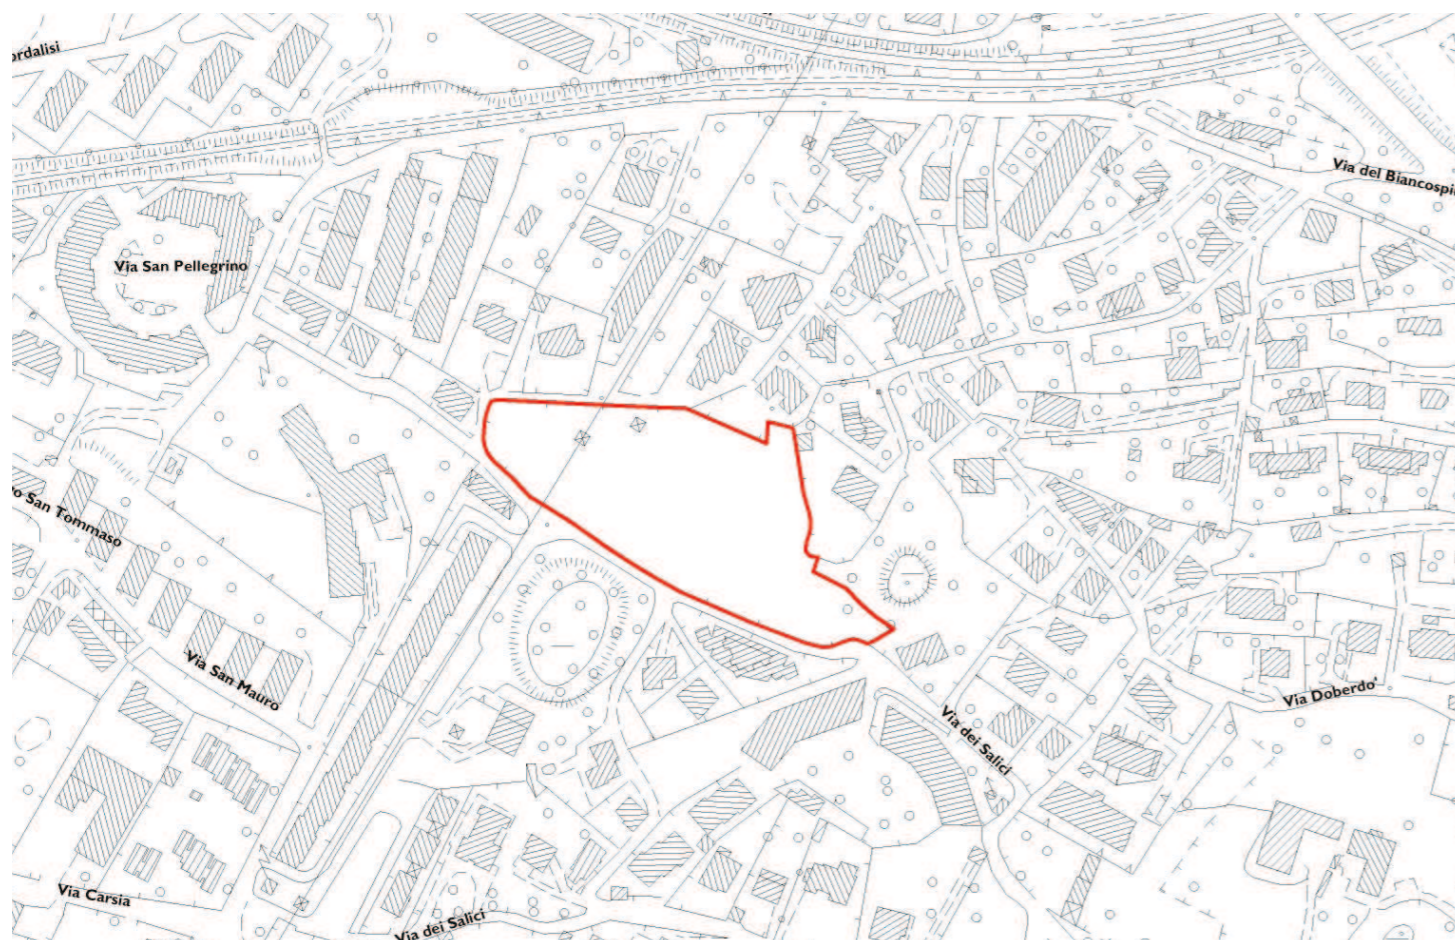 ordalisi
Via del Biancospi
Via San Pellegrino
o San Tommaso
Via San Mauro
Via Doberdo'
Via dei Salici
Via Carsia
Via dei Salici